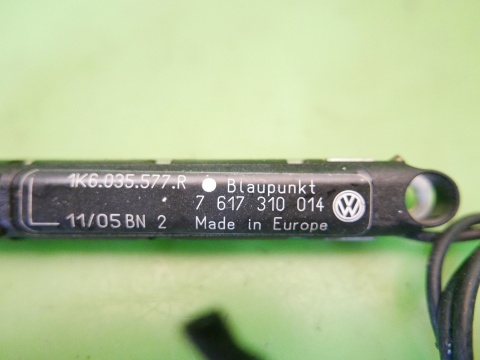 1K6.035.577.R Blaupunkt
7 617 310 014
11/05 BN 2 Made in Europe